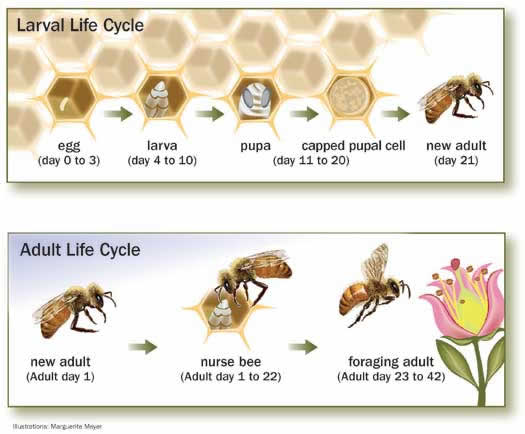 Larval Life Cycle
egg
(day 0 to 3)
larva
(day 4 to 10)
pupa
capped pupal cell
(day 11 to 20)
new adult
(day 21)
Adult Life Cycle
new adult
(Adult day 1)
nurse bee
(Adult day 1 to 22)
foraging adult
(Adult day 23 to 42)
Illustrations: Marguerite Meyer